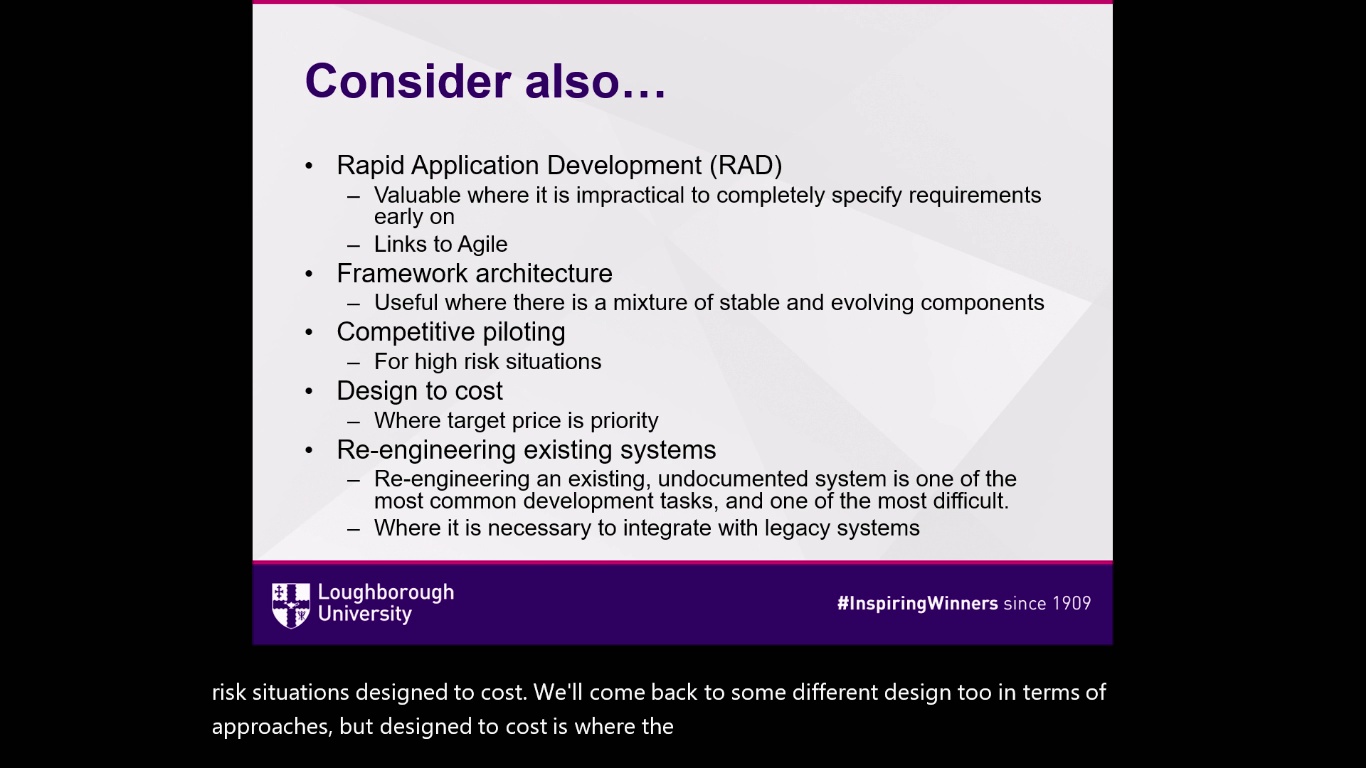 Consider also…
• Rapid Application Development (RAD)
– Valuable where it is impractical to completely specify requirements
early on
– Links to Agile
• Framework architecture
– Useful where there is a mixture of stable and evolving components
• Competitive piloting
– For high risk situations
• Design to cost
– Where target price is priority
• Re-engineering existing systems
– Re-engineering an existing, undocumented system is one of the
most common development tasks, and one of the most difficult.
– Where it is necessary to integrate with legacy systems
Loughborough
University
#InspiringWinners since 1909
risk situations designed to cost. We'll come back to some different design too in terms of
approaches, but designed to cost is where the